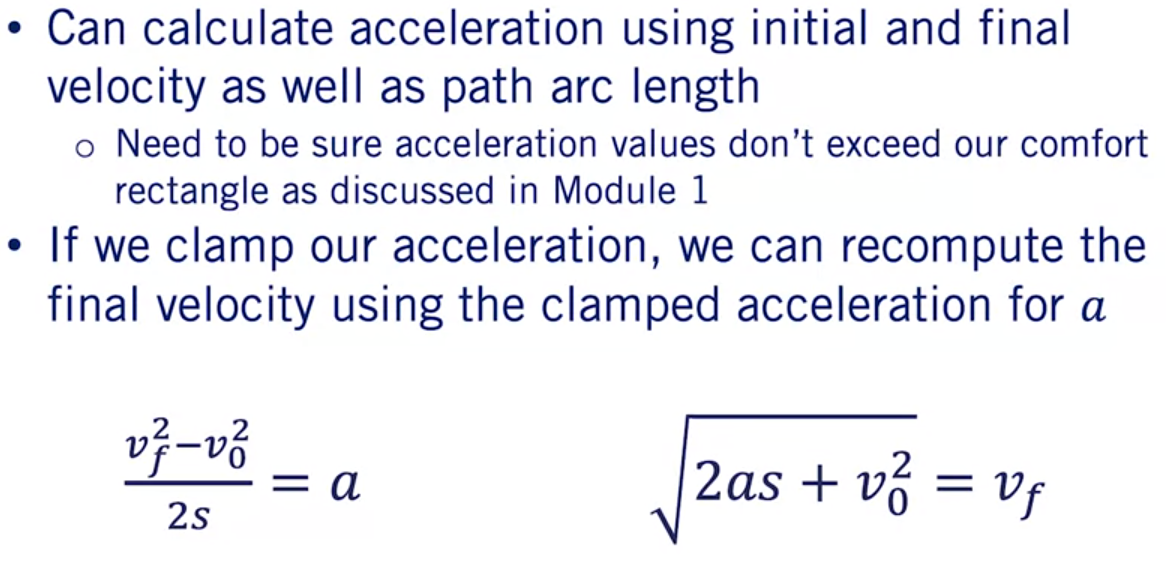 • Can calculate acceleration using initial and final
velocity as well as path arc length
o Need to be sure acceleration values don’t exceed our comfort
rectangle as discussed in Module 1
• If we clamp our acceleration, we can recompute the
final velocity using the clamped acceleration for a
\frac{v_f^2 - v_0^2}{2s} = a
\sqrt{2as + v_0^2} = v_f